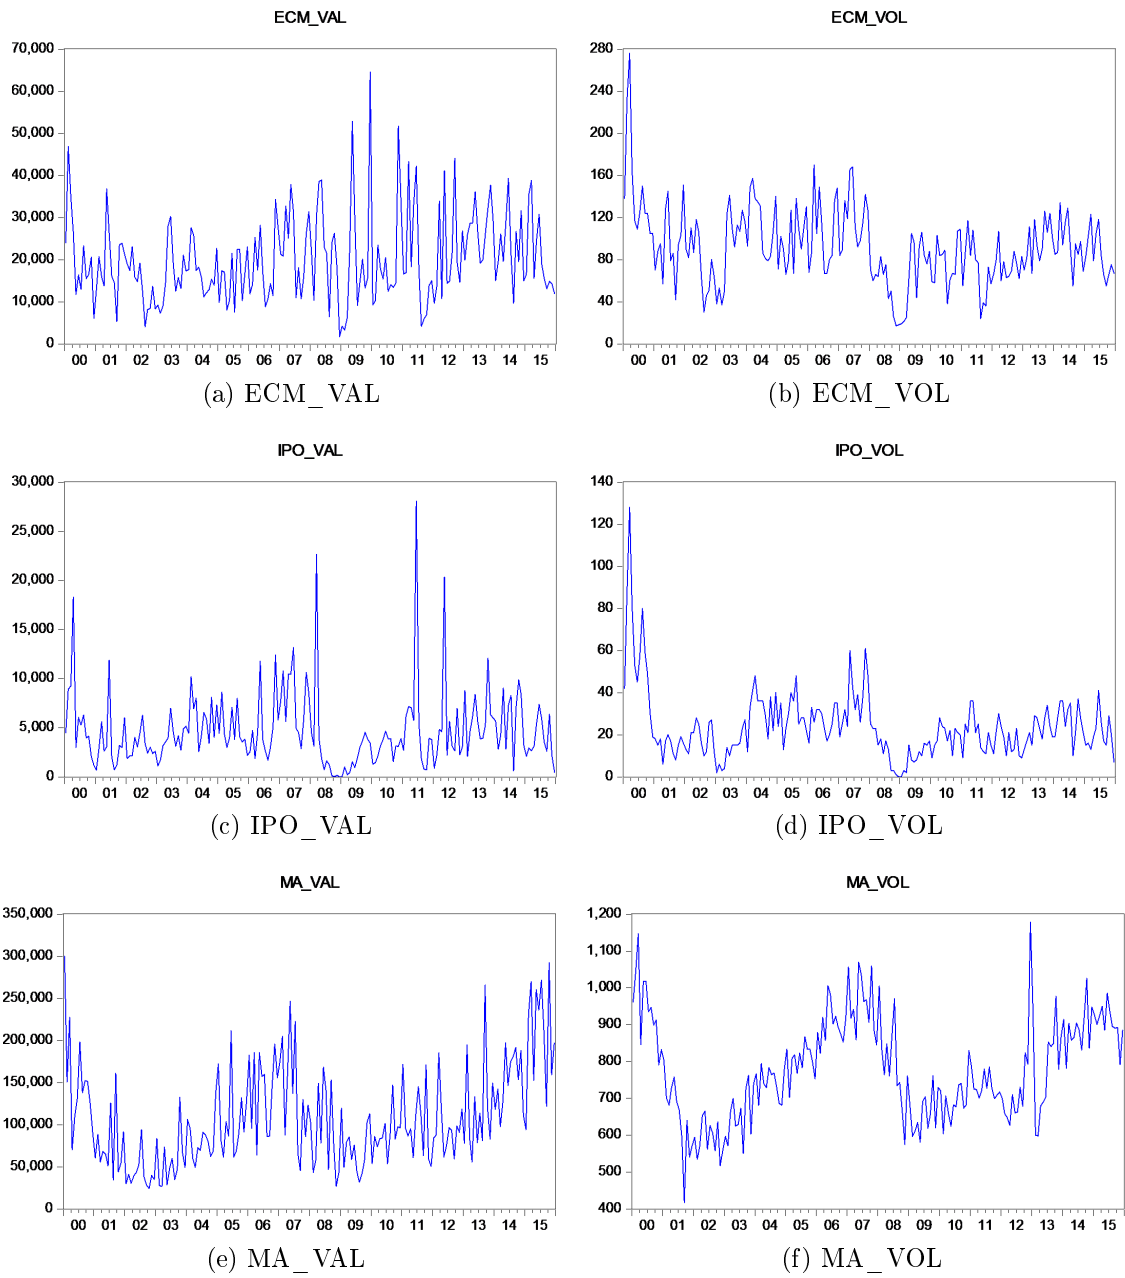 ECM_VAL
70,000
60,000
50,000
40,000
30,000
20,000
10,000
0
00 01 02 03 04 05 06 07 08 09 10 11 12 13 14 15
(a) ECM_VAL
ECM_VOL
280
240
200
160
120
80
40
0
00 01 02 03 04 05 06 07 08 09 10 11 12 13 14 15
(b) ECM_VOL
IPO_VAL
30,000
25,000
20,000
15,000
10,000
5,000
0
00 01 02 03 04 05 06 07 08 09 10 11 12 13 14 15
(c) IPO_VAL
IPO_VOL
140
120
100
80
60
40
20
0
00 01 02 03 04 05 06 07 08 09 10 11 12 13 14 15
(d) IPO_VOL
MA_VAL
350,000
300,000
250,000
200,000
150,000
100,000
50,000
0
00 01 02 03 04 05 06 07 08 09 10 11 12 13 14 15
(e) MA_VAL
MA_VOL
1,200
1,100
1,000
900
800
700
600
500
400
00 01 02 03 04 05 06 07 08 09 10 11 12 13 14 15
(f) MA_VOL